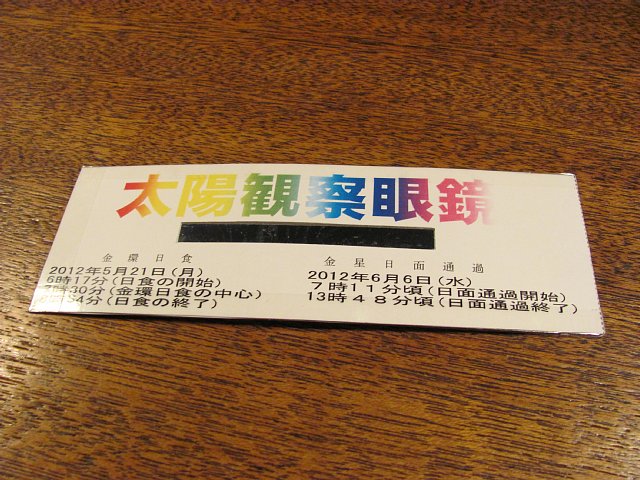 太陽観察眼鏡
金環日食
2012年5月21日(月)
6時17分(日食の開始)
7時30分(金環日食の中心)
54分(日食の終了)
金星日面通過
2012年6月6日(水)
7時11分頃(日面通過開始)
13時48分頃(日面通過終了)